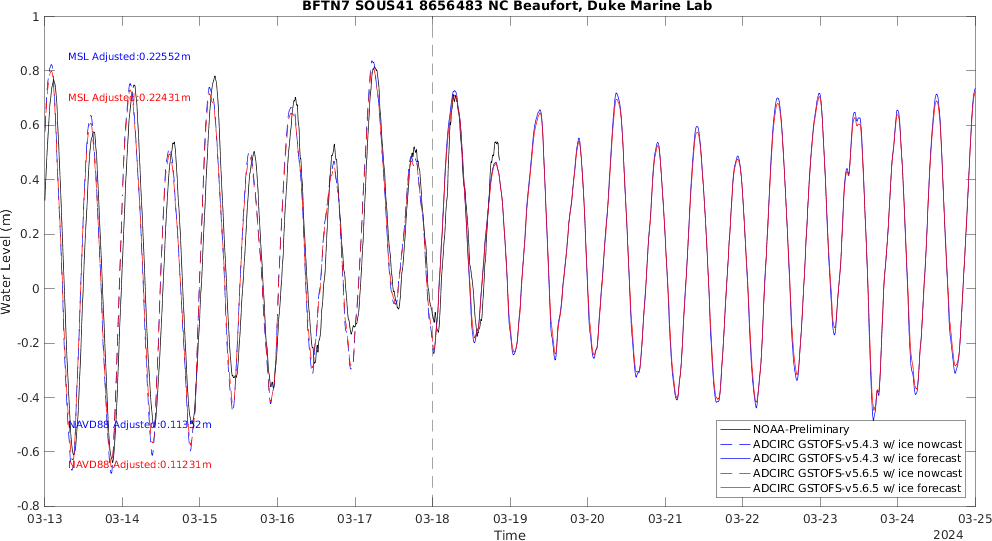 BFTN7 SOUS41 8656483 NC Beaufort, Duke Marine Lab
1
0.8
0.6
0.4
0.2
0
-0.2
-0.4
-0.6
-0.8
Water Level (m)
MSL Adjusted:0.22552m
MSL Adjusted:0.22431m
NAVD88 Adjusted:0.11352m
NAVD88 Adjusted:0.11231m
NOAA-Preliminary
ADCIRC GSTOFS-v5.4.3 w/ ice nowcast
ADCIRC GSTOFS-v5.4.3 w/ ice forecast
ADCIRC GSTOFS-v5.6.5 w/ ice nowcast
ADCIRC GSTOFS-v5.6.5 w/ ice forecast
03-13 03-14 03-15 03-16 03-17 03-18 03-19 03-20 03-21 03-22 03-23 03-24 03-25
Time
2024